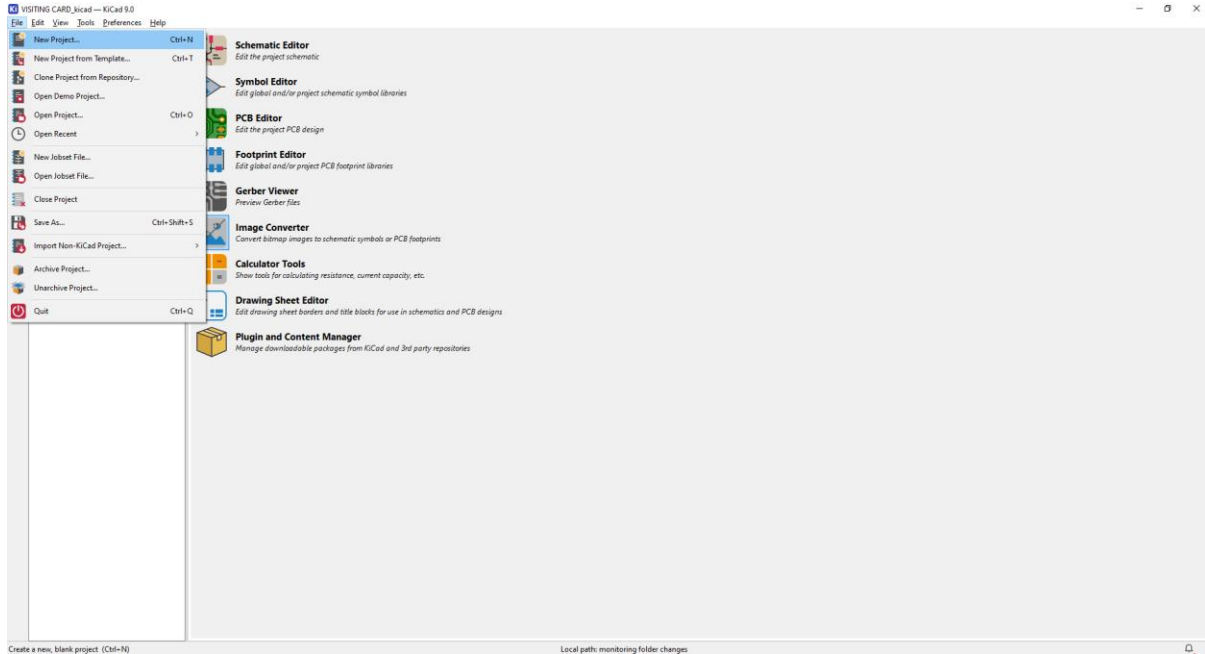 Ki VISITING CARD_kicad — KiCad 9.0
File Edit View Tools Preferences Help
New Project... Ctrl+N
New Project from Template... Ctrl+T
Clone Project from Repository...
Open Demo Project...
Open Project... Ctrl+O
Open Recent
New Jobset File...
Open Jobset File...
Close Project
Save As... Ctrl+Shift+S
Import Non-KiCad Project...
Archive Project...
Unarchive Project...
Quit Ctrl+Q
Schematic Editor
Edit the project schematic
Symbol Editor
Edit global and/or project schematic symbol libraries
PCB Editor
Edit the project PCB design
Footprint Editor
Edit global and/or project PCB footprint libraries
Gerber Viewer
Preview Gerber files
Image Converter
Convert bitmap images to schematic symbols or PCB footprints
Calculator Tools
Show tools for calculating resistance, current capacity, etc.
Drawing Sheet Editor
Edit drawing sheet borders and title blocks for use in schematics and PCB designs
Plugin and Content Manager
Manage downloadable packages from KiCad and 3rd party repositories
Create a new, blank project (Ctrl+N) Local path: monitoring folder changes